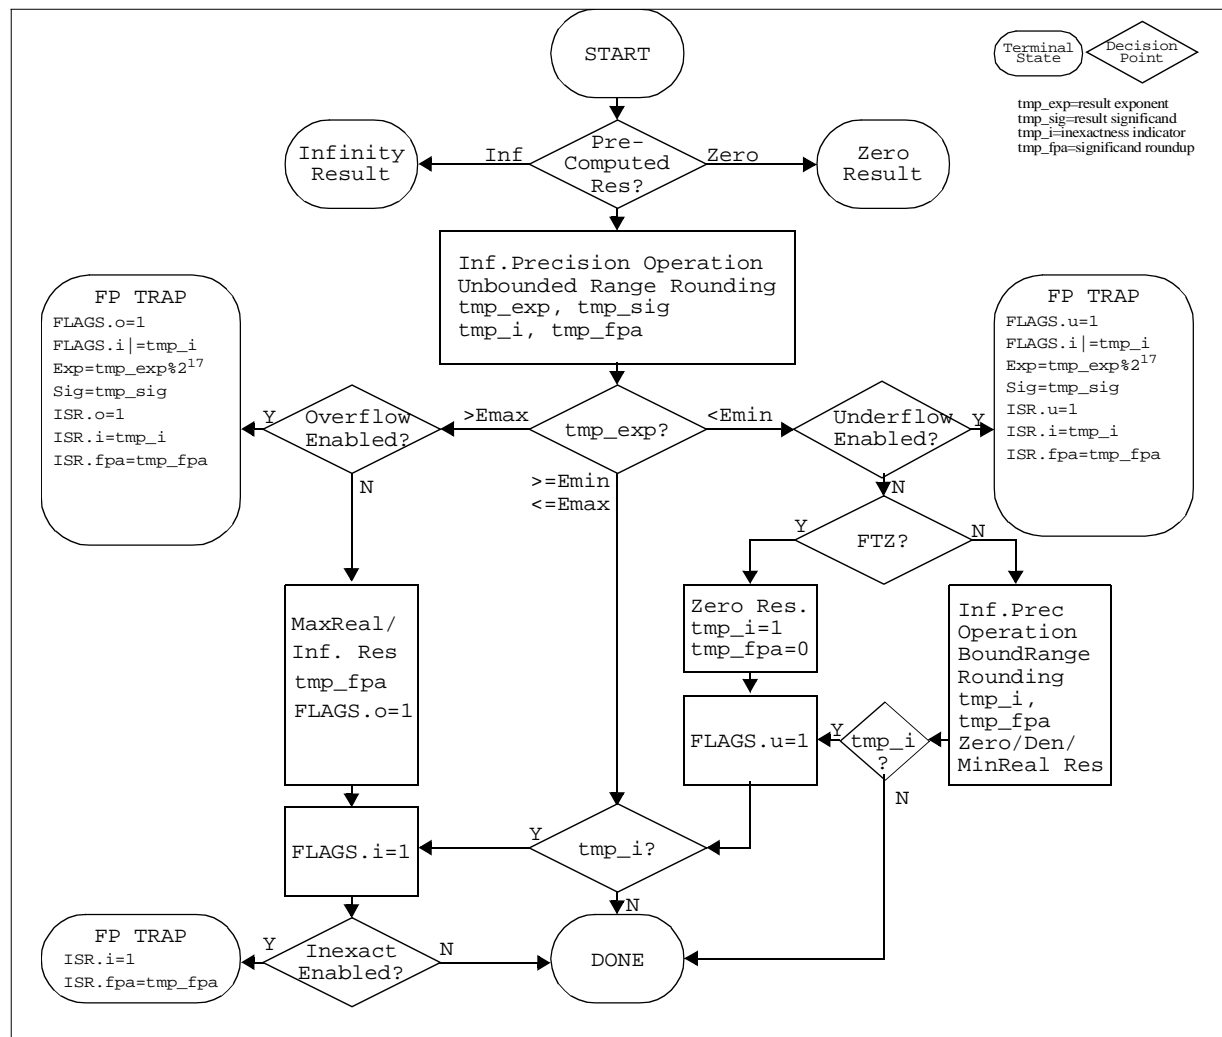 START
Terminal
State
Decision
Point
tmp_exp=result exponent
tmp_sig=result significand
tmp_i=inexactness indicator
tmp_fpa=significand roundup
Infinity
Result
Inf
Pre-
Computed
Res?
Zero
Zero
Result
Inf.Precision Operation
Unbounded Range Rounding
tmp_exp, tmp_sig
tmp_i, tmp_fpa
FP TRAP
FLAGS.o=1
FLAGS.i|=tmp_i
Exp=tmp_exp%2^17
Sig=tmp_sig
ISR.o=1
ISR.i=tmp_i
ISR.fpa=tmp_fpa
Y
Overflow
Enabled?
>Emax
tmp_exp?
<Emin
Underflow
Enabled?
Y
FP TRAP
FLAGS.u=1
FLAGS.i|=tmp_i
Exp=tmp_exp%2^17
Sig=tmp_sig
ISR.u=1
ISR.i=tmp_i
ISR.fpa=tmp_fpa
N
>=Emin
<=Emax
N
Y
FTZ?
N
MaxReal/
Inf. Res
tmp_fpa
FLAGS.o=1
Zero Res.
tmp_i=1
tmp_fpa=0
Inf.Prec
Operation
BoundRange
Rounding
tmp_i,
tmp_fpa
Zero/Den/
MinReal Res
FLAGS.u=1
Y
tmp_i
?
N
FLAGS.i=1
Y
tmp_i?
N
FP TRAP
ISR.i=1
ISR.fpa=tmp_fpa
Y
Inexact
Enabled?
N
DONE